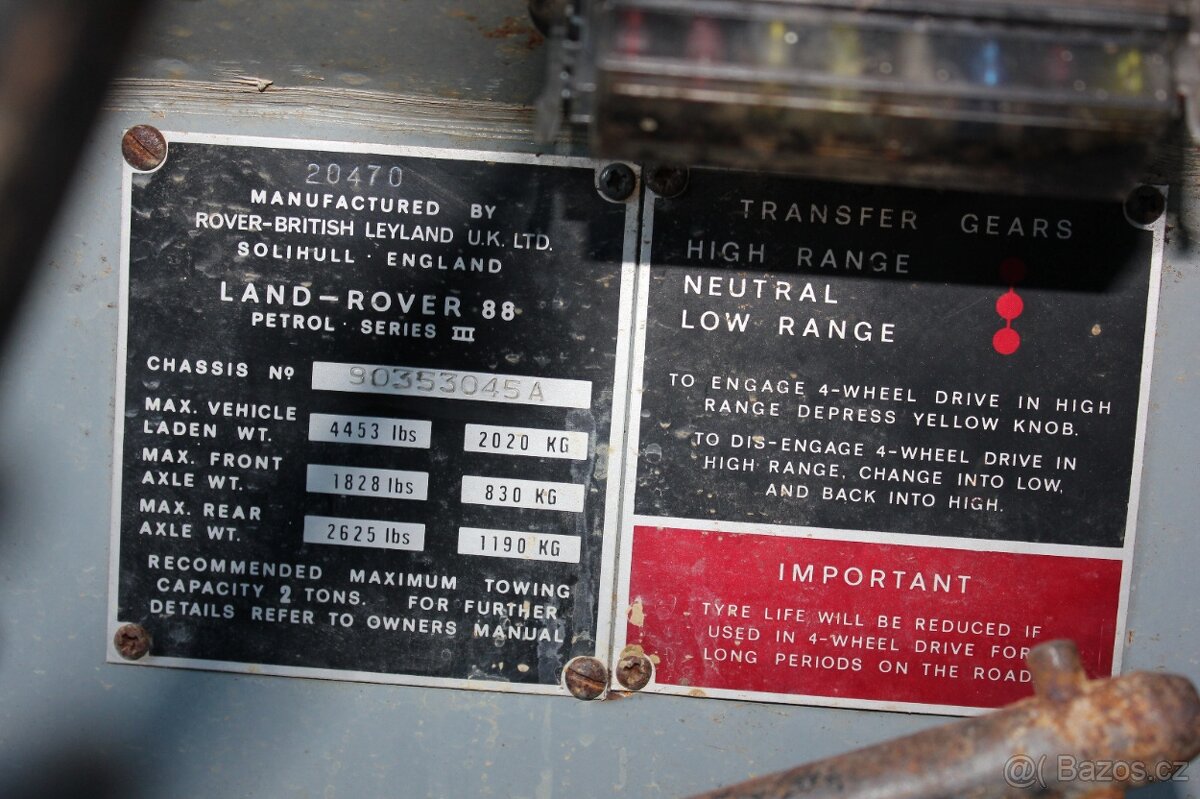 20470
MANUFACTURED BY
ROVER-BRITISH LEYLAND U.K. LTD.
SOLIHULL · ENGLAND
LAND-ROVER 88
PETROL · SERIES III
CHASSIS Nº 90353045A
MAX. VEHICLE
LADEN WT. 4453 lbs 2020 KG
MAX. FRONT
AXLE WT. 1828 lbs 830 KG
MAX. REAR
AXLE WT. 2625 lbs 1190 KG
RECOMMENDED MAXIMUM TOWING
CAPACITY 2 TONS. FOR FURTHER
DETAILS REFER TO OWNERS MANUAL
TRANSFER GEARS
HIGH RANGE
NEUTRAL
LOW RANGE
TO ENGAGE 4-WHEEL DRIVE IN HIGH
RANGE DEPRESS YELLOW KNOB.
TO DIS-ENGAGE 4-WHEEL DRIVE IN
HIGH RANGE, CHANGE INTO LOW,
AND BACK INTO HIGH.
IMPORTANT
TYRE LIFE WILL BE REDUCED IF
USED IN 4-WHEEL DRIVE FOR
LONG PERIODS ON THE ROAD
@( Bazos.cz